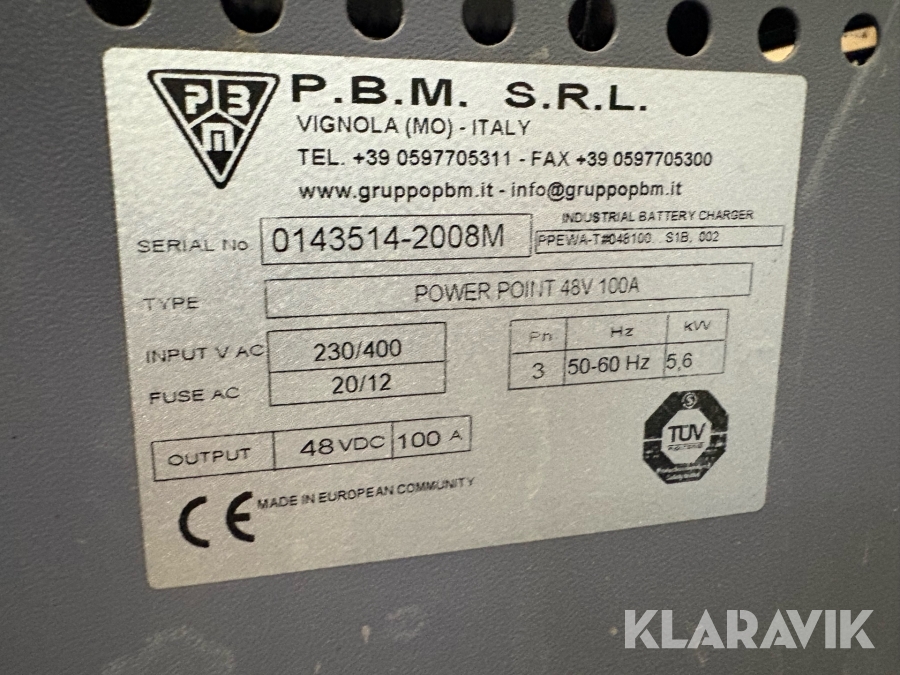 PBM
P.B.M. S.R.L.
VIGNOLA (MO) - ITALY
TEL. +39 0597705311 - FAX +39 0597705300
www.gruppopbm.it - info@gruppopbm.it
INDUSTRIAL BATTERY CHARGER
SERIAL No 0143514-2008M PPEWA-T#048100 S1B, 002
TYPE POWER POINT 48V 100A
INPUT V AC 230/400
FUSE AC 20/12
Ph Hz kW
3 50-60 Hz 5,6
OUTPUT 48 VDC 100 A
CE MADE IN EUROPEAN COMMUNITY
S
TÜV
KLARAVIK